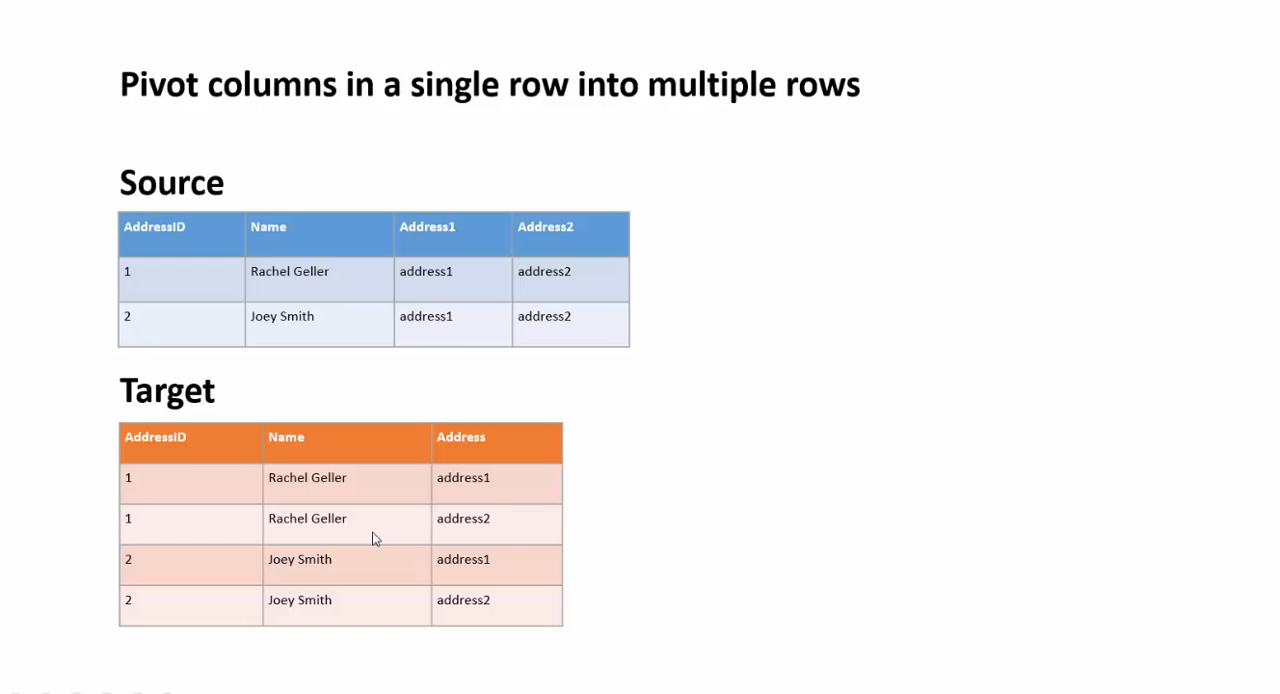 Pivot columns in a single row into multiple rows
Source
AddressID Name Address1 Address2
1 Rachel Geller address1 address2
2 Joey Smith address1 address2
Target
AddressID Name Address
1 Rachel Geller address1
1 Rachel Geller address2
2 Joey Smith address1
2 Joey Smith address2